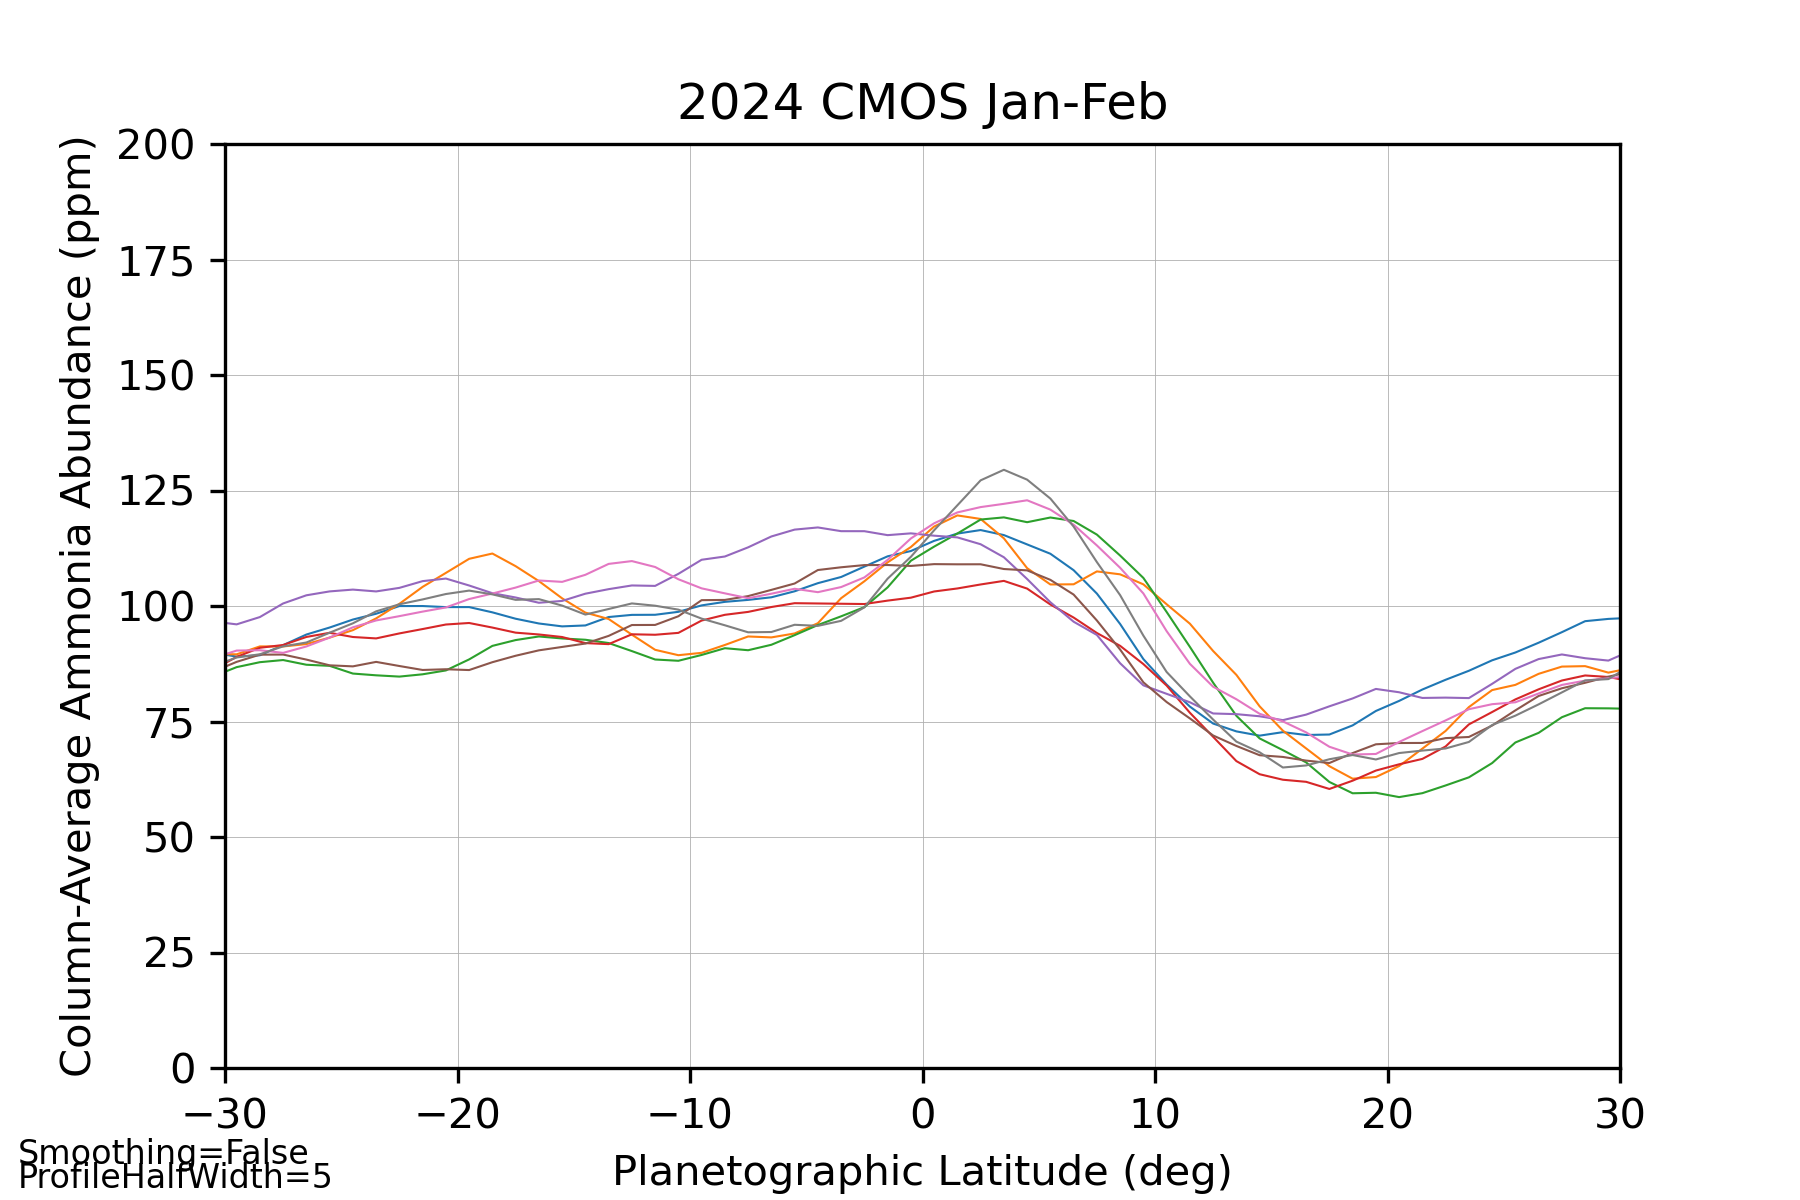 2024 CMOS Jan-Feb
Column-Average Ammonia Abundance (ppm)
200
175
150
125
100
75
50
25
0
−30 −20 −10 0 10 20 30
Planetographic Latitude (deg)
Smoothing=False
ProfileHalfWidth=5